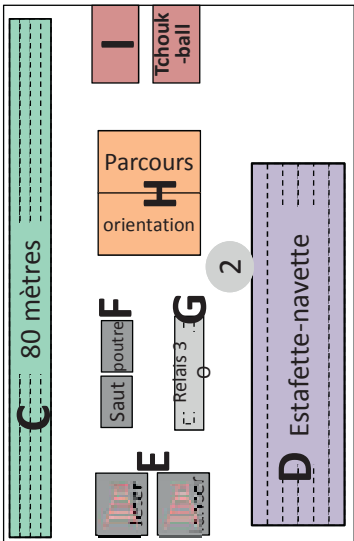 I
Tchouk
-ball
Parcours
H
orientation
C 80 mètres
2
F
Saut
poutre
G
Relais 3
O
E
D Estafette-navette